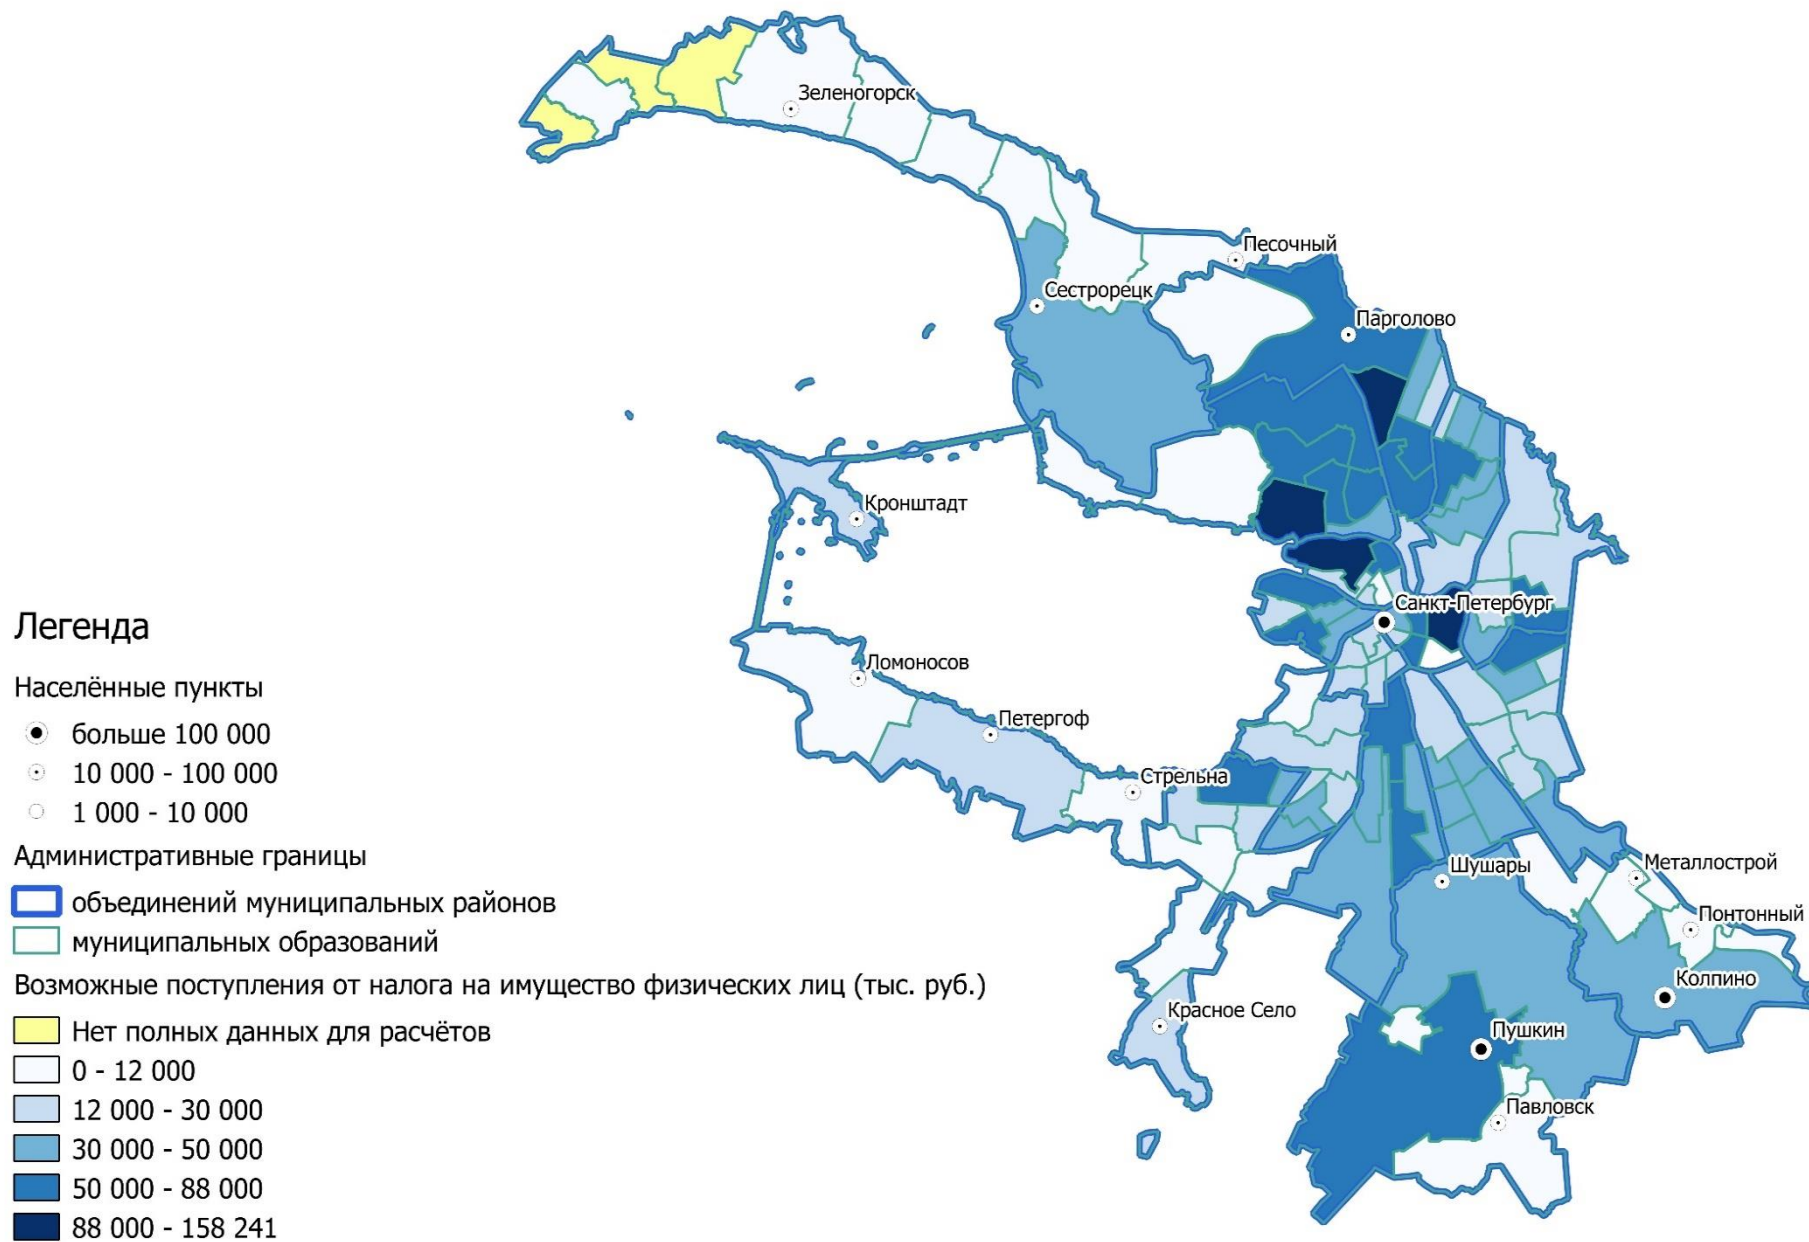 Зеленогорск
Песочный
Сестрорецк
Парголово
Кронштадт
Санкт-Петербург
Ломоносов
Петергоф
Стрельна
Шушары
Металлострой
Понтонный
Колпино
Красное Село
Пушкин
Павловск
Легенда
Населённые пункты
больше 100 000
10 000 - 100 000
1 000 - 10 000
Административные границы
объединений муниципальных районов
муниципальных образований
Возможные поступления от налога на имущество физических лиц (тыс. руб.)
Нет полных данных для расчётов
0 - 12 000
12 000 - 30 000
30 000 - 50 000
50 000 - 88 000
88 000 - 158 241